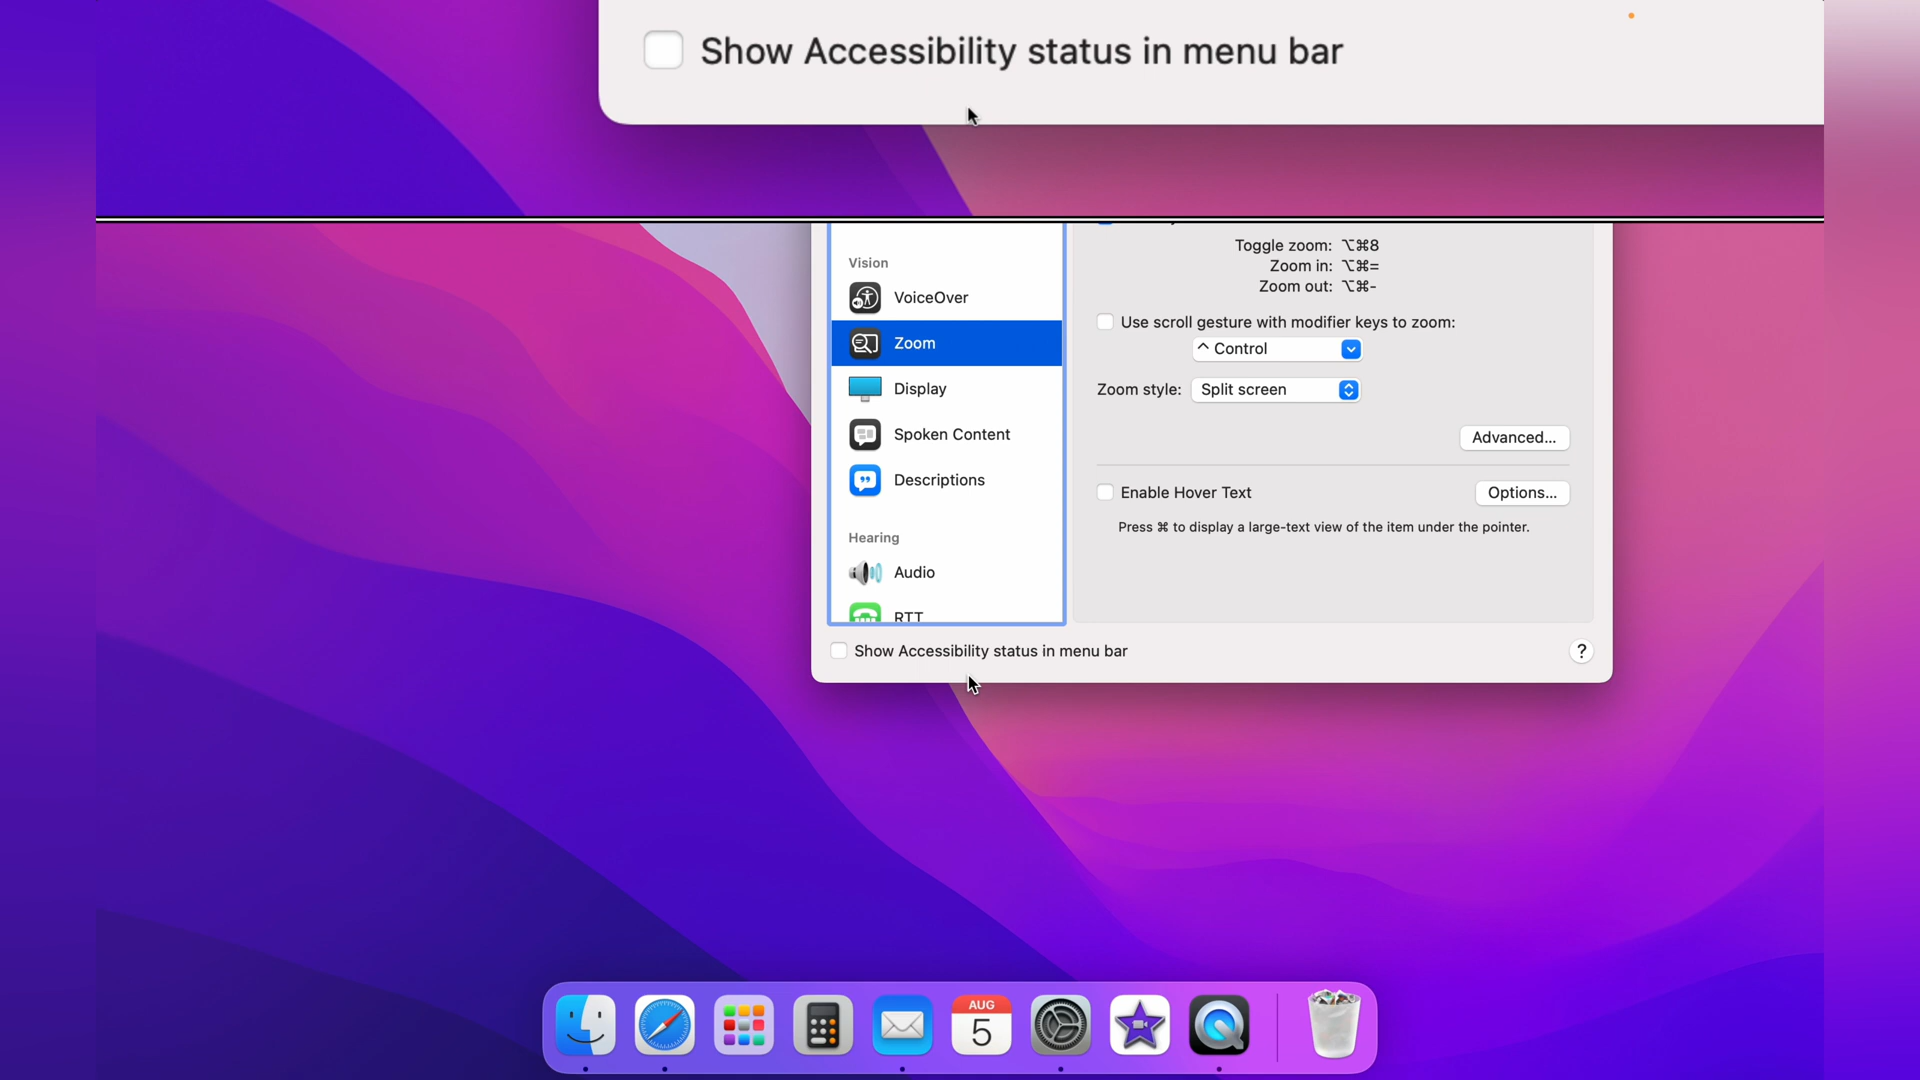 Show Accessibility status in menu bar
Vision
VoiceOver
Zoom
Display
Spoken Content
Descriptions
Hearing
Audio
RTT
Toggle zoom: ⌥⌘8
Zoom in: ⌥⌘=
Zoom out: ⌥⌘-
Use scroll gesture with modifier keys to zoom:
^ Control
Zoom style: Split screen
Advanced...
Enable Hover Text
Options...
Press ⌘ to display a large-text view of the item under the pointer.
Show Accessibility status in menu bar
?
AUG
5